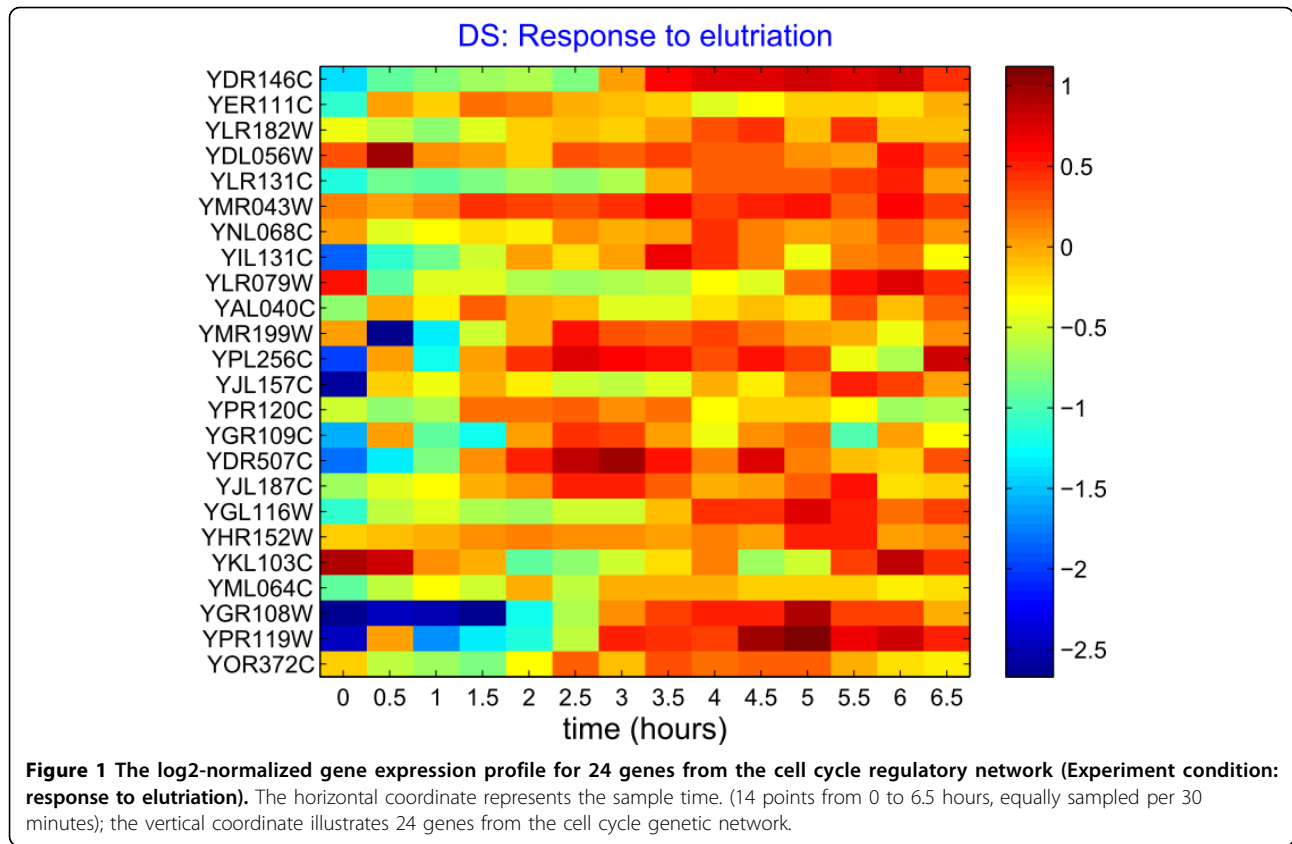 DS: Response to elutriation
YDR146C
YER111C
YLR182W
YDL056W
YLR131C
YMR043W
YNL068C
YIL131C
YLR079W
YAL040C
YMR199W
YPL256C
YJL157C
YPR120C
YGR109C
YDR507C
YJL187C
YGL116W
YHR152W
YKL103C
YML064C
YGR108W
YPR119W
YOR372C
0 0.5 1 1.5 2 2.5 3 3.5 4 4.5 5 5.5 6 6.5
time (hours)
1
0.5
0
−0.5
−1
−1.5
−2
−2.5
Figure 1 The log2-normalized gene expression profile for 24 genes from the cell cycle regulatory network (Experiment condition:
response to elutriation). The horizontal coordinate represents the sample time. (14 points from 0 to 6.5 hours, equally sampled per 30
minutes); the vertical coordinate illustrates 24 genes from the cell cycle genetic network.